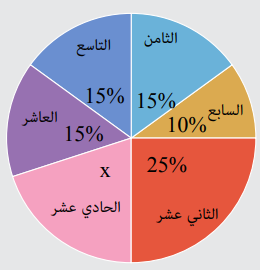 الثامن
15%
السابع
10%
25%
الثاني عشر
x
الحادي عشر
العاشر
15%
التاسع
15%